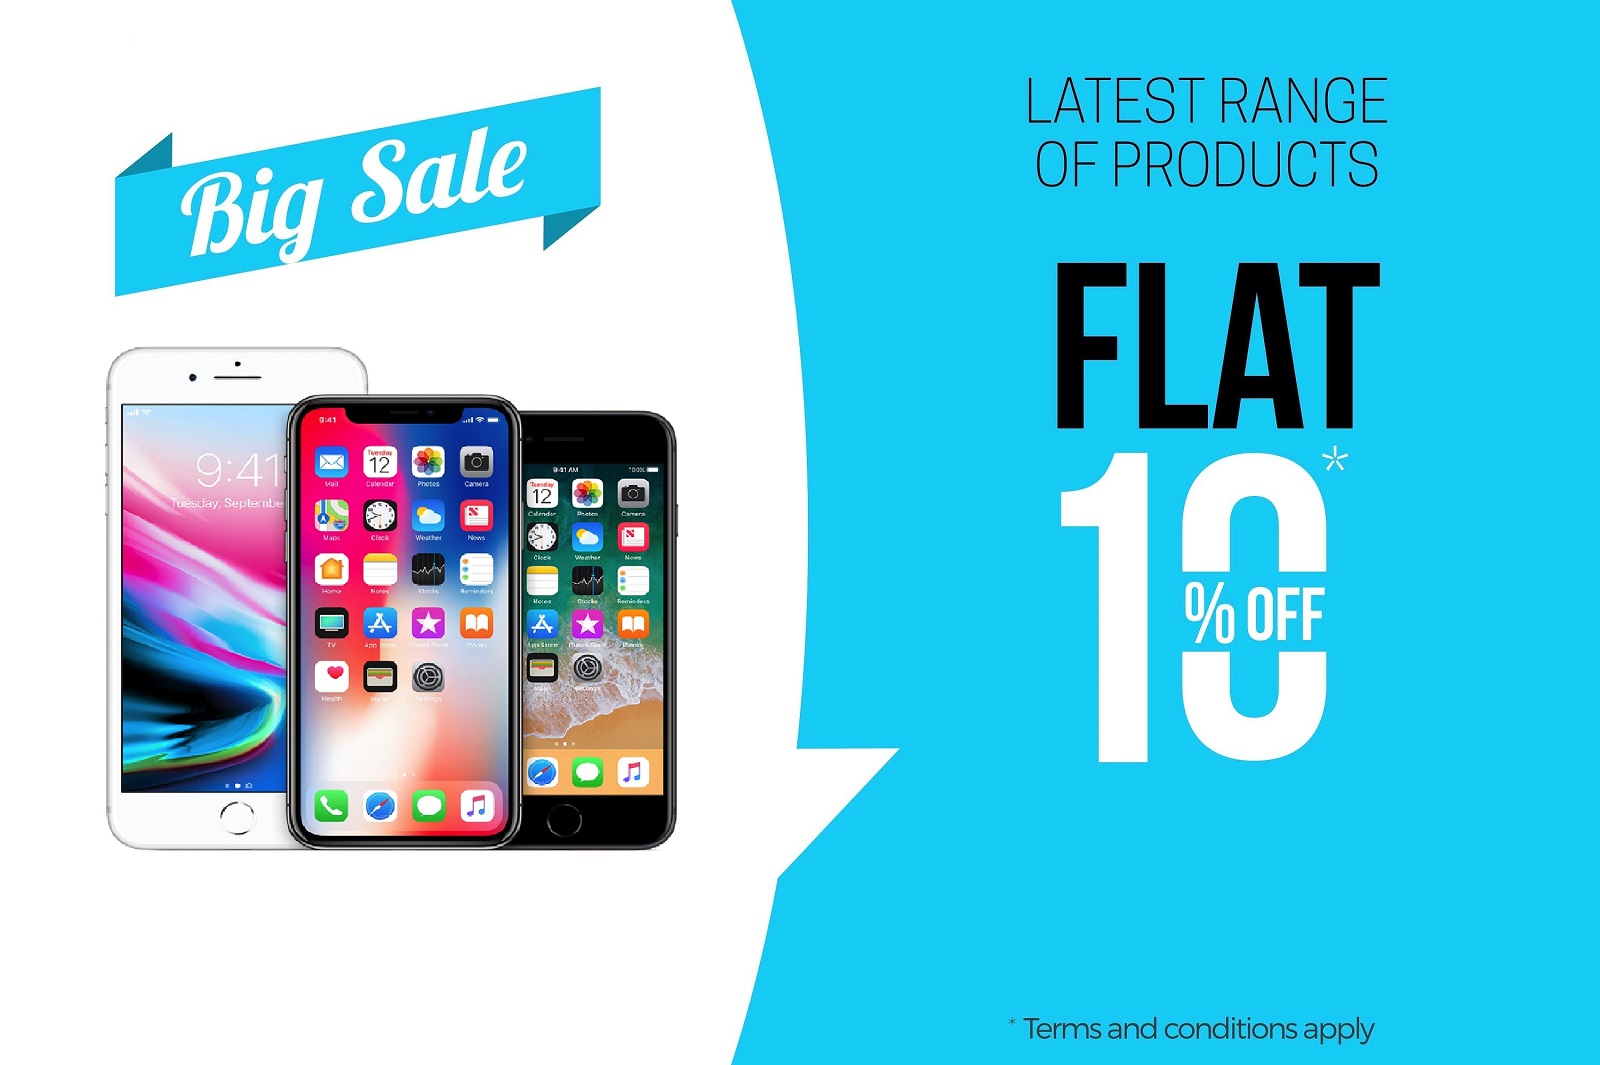 Big Sale
LATEST RANGE
OF PRODUCTS
FLAT
10*
% OFF
* Terms and conditions apply
9:41
Tuesday, Septembe
9:41
Mail
Tuesday
12
Calendar
Photos
Camera
Maps
Clock
Weather
News
Home
Notes
Stocks
Reminders
TV
App Store
iTunes Store
Books
Health
Wallet
Settings
9:41 AM
100%
Tuesday
12
Calendar
Photos
Camera
Clock
Weather
News
Notes
Stocks
Reminders
App Store
iTunes Store
Books
Wallet
Settings